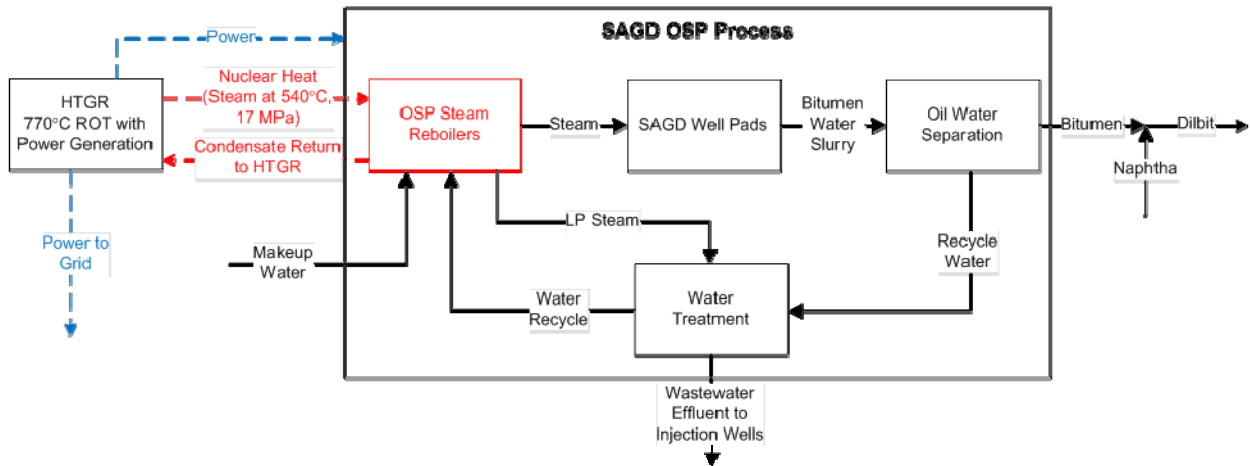 SAGD OSP Process
Power
HTGR
770°C ROT with
Power Generation
Nuclear Heat
(Steam at 540°C,
17 MPa)
Condensate Return
to HTGR
OSP Steam
Reboilers
Steam
SAGD Well Pads
Bitumen
Water
Slurry
Oil Water
Separation
Bitumen
Dilbit
Naphtha
LP Steam
Power to
Grid
Makeup
Water
Water
Recycle
Water
Treatment
Recycle
Water
Wastewater
Effluent to
Injection Wells